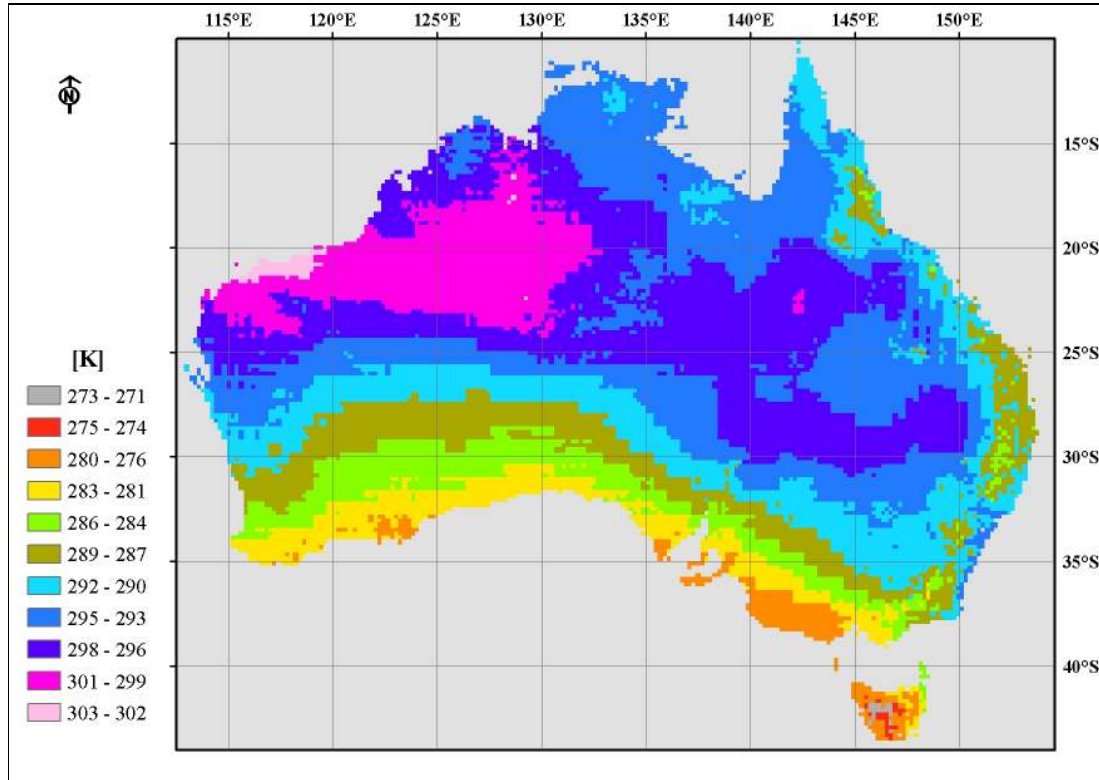 115°E 120°E 125°E 130°E 135°E 140°E 145°E 150°E
N
15°S
20°S
25°S
30°S
35°S
40°S
[K]
273 - 271
275 - 274
280 - 276
283 - 281
286 - 284
289 - 287
292 - 290
295 - 293
298 - 296
301 - 299
303 - 302